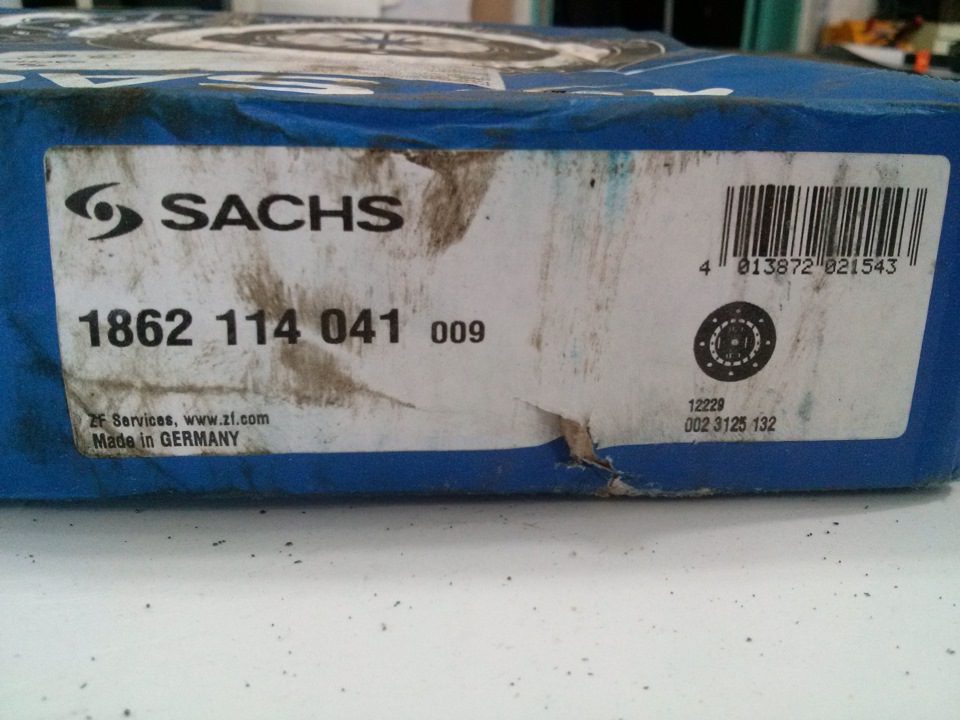 SACHS
4 013872 021543
1862 114 041 009
ZF Services, www.zf.com
Made in GERMANY
12229
002 3125 132